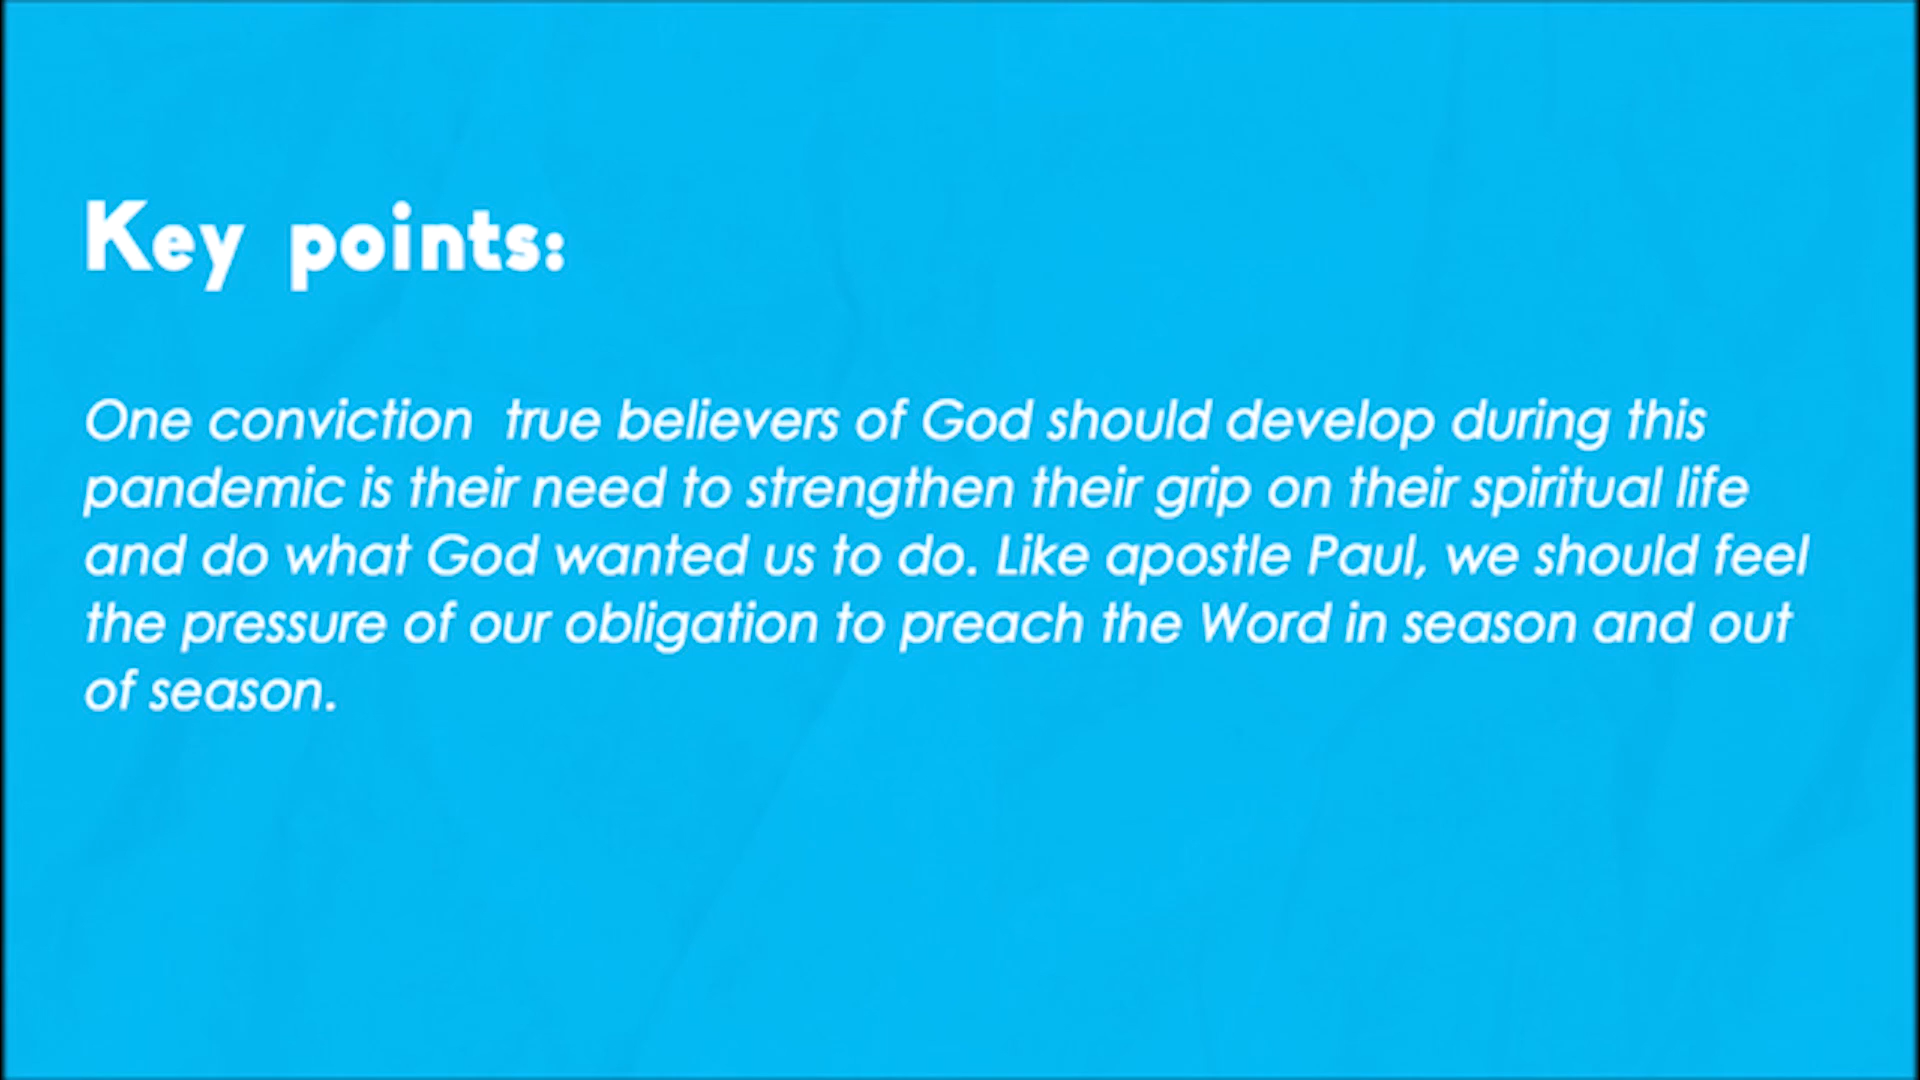 Key points:
One conviction  true believers of God should develop during this
pandemic is their need to strengthen their grip on their spiritual life
and do what God wanted us to do. Like apostle Paul, we should feel
the pressure of our obligation to preach the Word in season and out
of season.